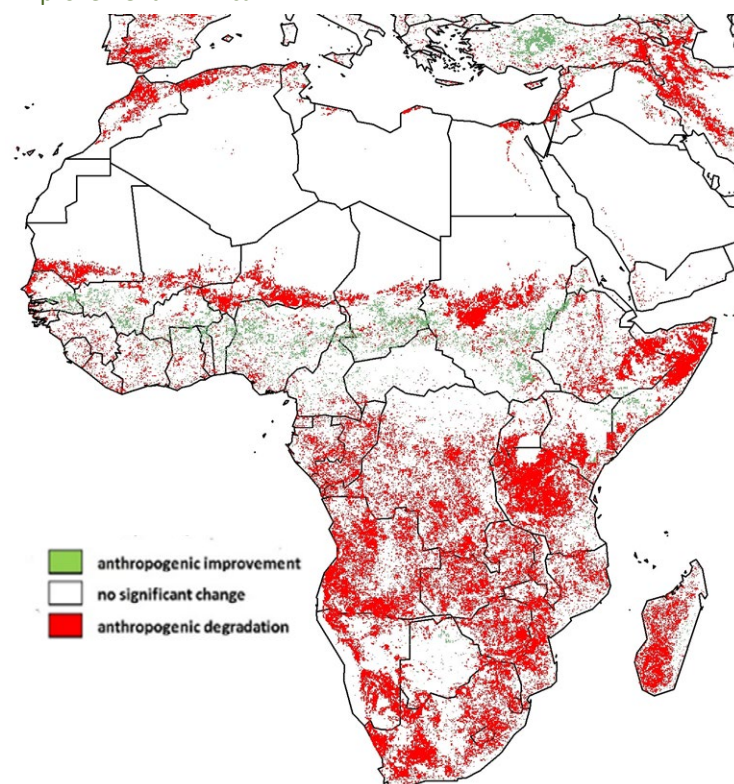 anthropogenic improvement
no significant change
anthropogenic degradation